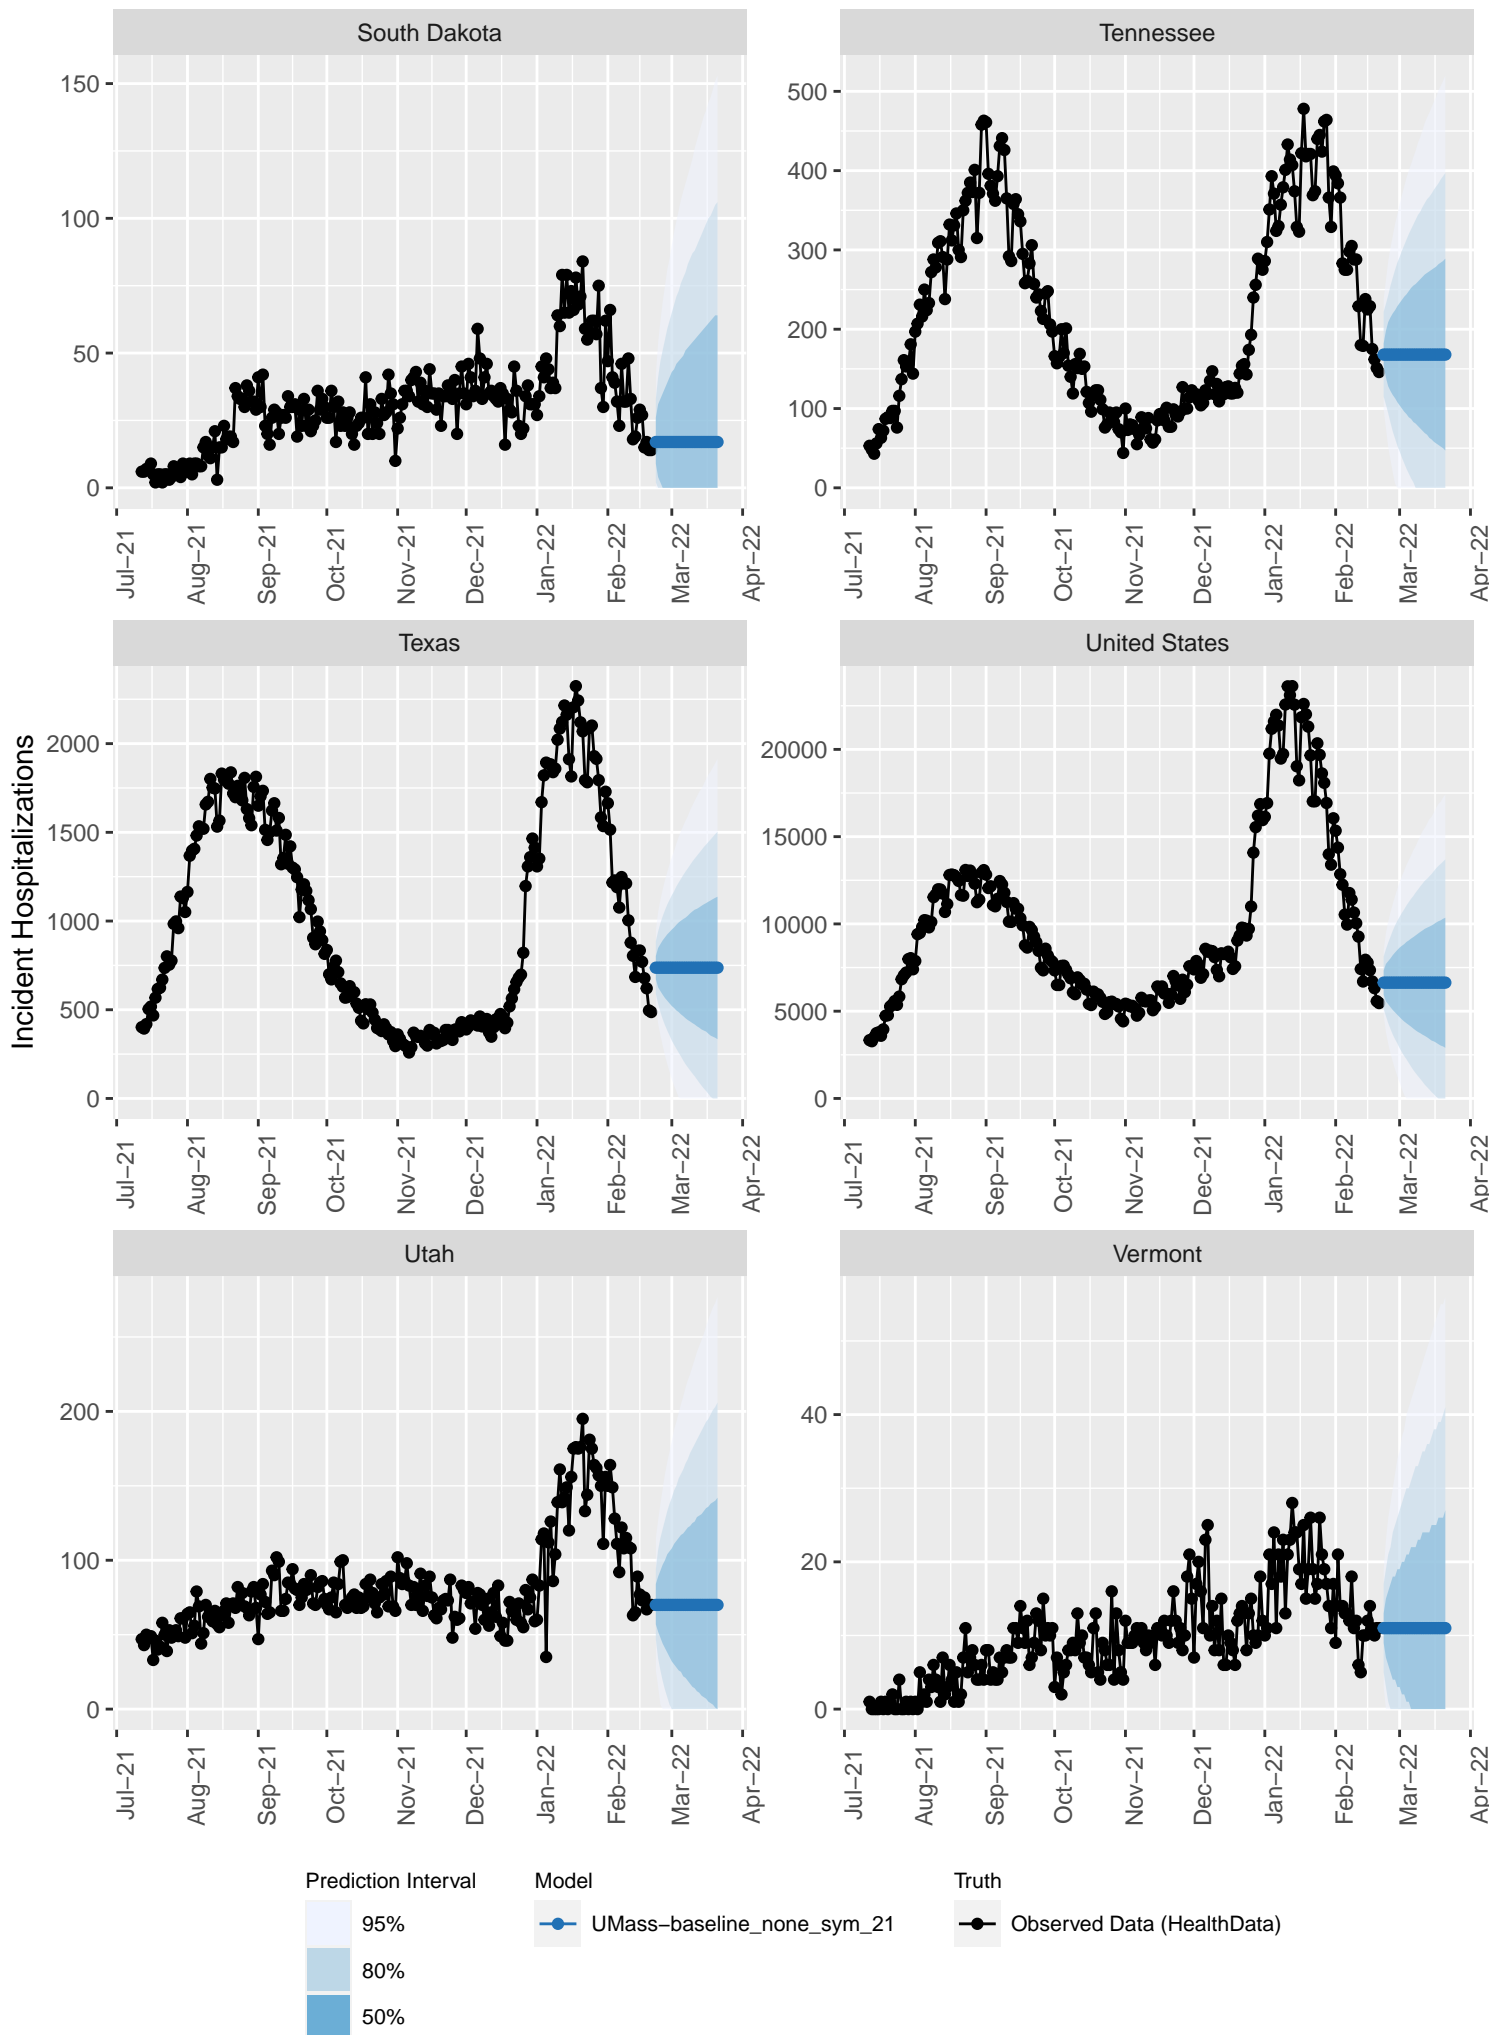 South Dakota
Tennessee
150
100
50
0
500
400
300
200
100
0
Jul−21
Aug−21
Sep−21
Oct−21
Nov−21
Dec−21
Jan−22
Feb−22
Mar−22
Apr−22
Jul−21
Aug−21
Sep−21
Oct−21
Nov−21
Dec−21
Jan−22
Feb−22
Mar−22
Apr−22
Incident Hospitalizations
Texas
United States
2000
1500
1000
500
0
20000
15000
10000
5000
0
Jul−21
Aug−21
Sep−21
Oct−21
Nov−21
Dec−21
Jan−22
Feb−22
Mar−22
Apr−22
Jul−21
Aug−21
Sep−21
Oct−21
Nov−21
Dec−21
Jan−22
Feb−22
Mar−22
Apr−22
Utah
Vermont
200
100
0
40
20
0
Jul−21
Aug−21
Sep−21
Oct−21
Nov−21
Dec−21
Jan−22
Feb−22
Mar−22
Apr−22
Jul−21
Aug−21
Sep−21
Oct−21
Nov−21
Dec−21
Jan−22
Feb−22
Mar−22
Apr−22
Prediction Interval
95%
80%
50%
Model
UMass−baseline_none_sym_21
Truth
Observed Data (HealthData)